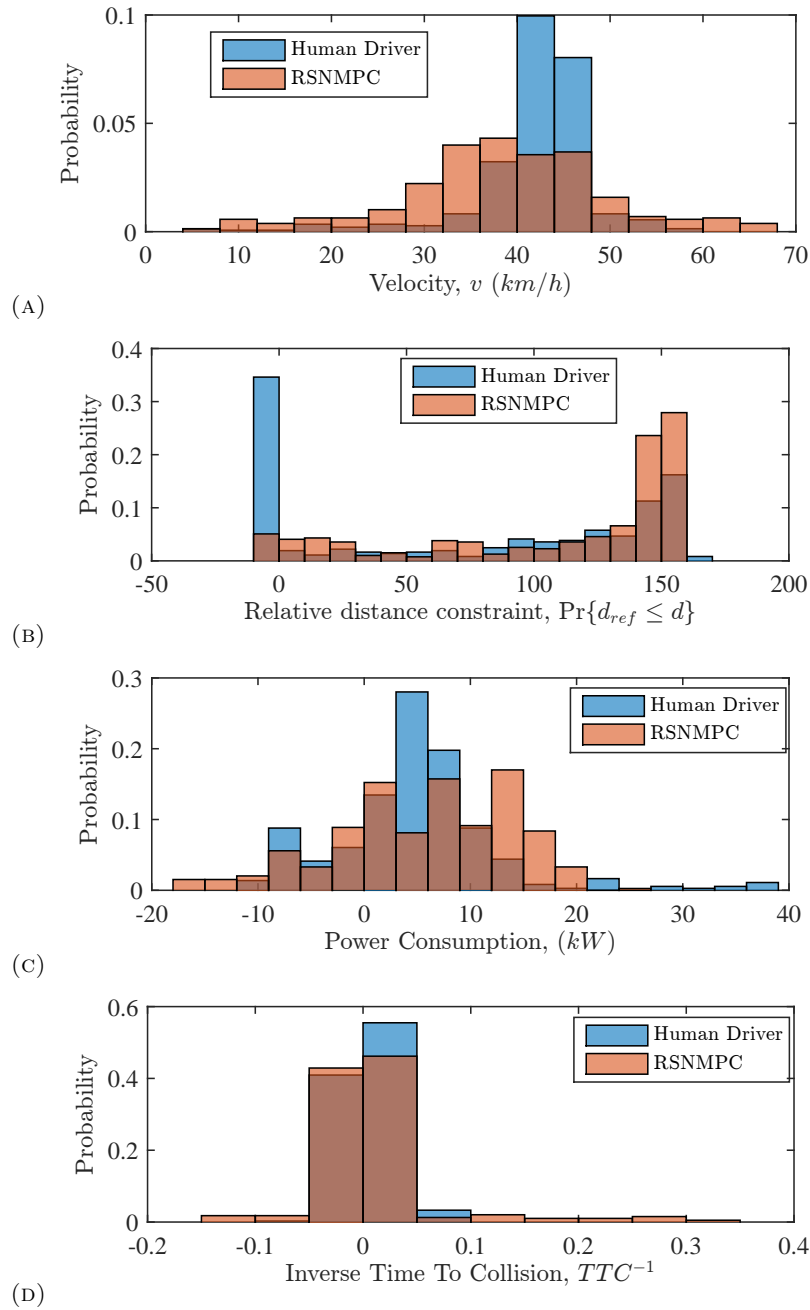 0.1
Human Driver
RSNMPC
Probability
0.05
0
0 10 20 30 40 50 60 70
Velocity, v (km/h)
(A)
0.4
Human Driver
RSNMPC
0.3
Probability
0.2
0.1
0
-50 0 50 100 150 200
Relative distance constraint, Pr{d_ref ≤ d}
(B)
0.3
Human Driver
RSNMPC
0.2
Probability
0.1
0
-20 -10 0 10 20 30 40
Power Consumption, (kW)
(C)
0.6
Human Driver
RSNMPC
0.4
Probability
0.2
0
-0.2 -0.1 0 0.1 0.2 0.3 0.4
Inverse Time To Collision, TTC⁻¹
(D)